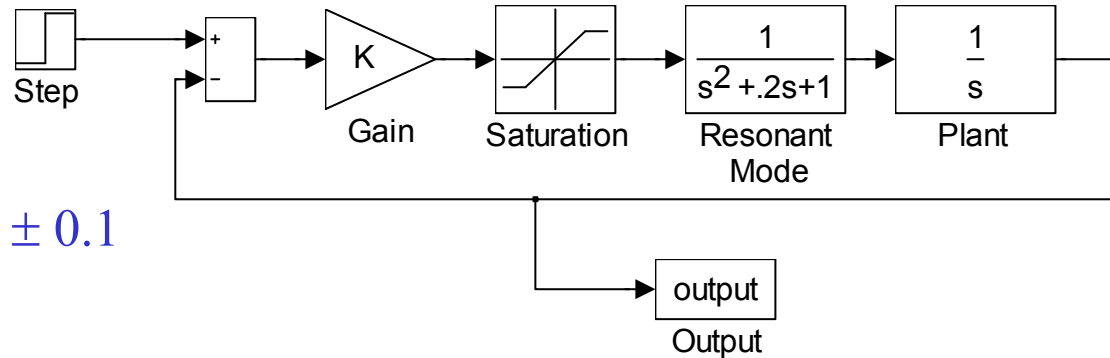 Step
+
−
K
Gain
Saturation
1
s2 +.2s+1
Resonant
Mode
1
s
Plant
± 0.1
output
Output